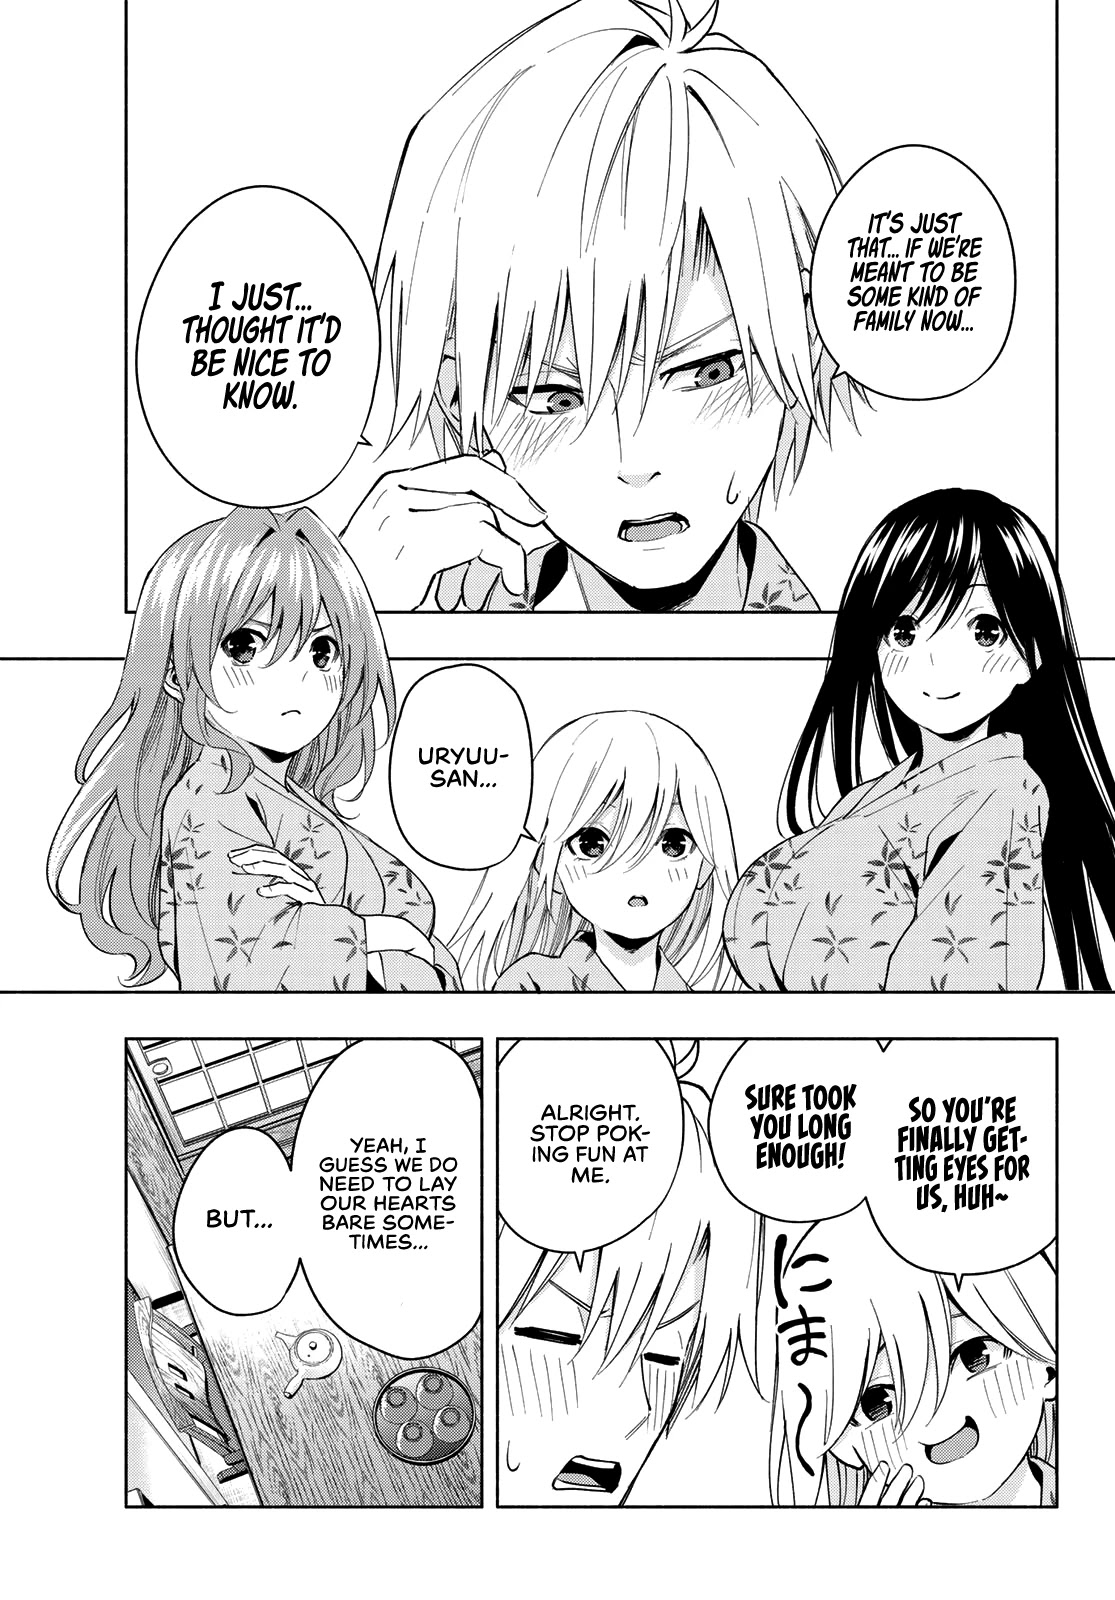 IT'S JUST
THAT... IF WE'RE
MEANT TO BE
SOME KIND OF
FAMILY NOW...
I JUST...
THOUGHT IT'D
BE NICE TO
KNOW.
URYUU-
SAN...
SO YOU'RE
FINALLY GET-
TING EYES FOR
US, HUH~
SURE TOOK
YOU LONG
ENOUGH!
にま～
ALRIGHT.
STOP POK-
ING FUN AT
ME.
YEAH, I
GUESS WE DO
NEED TO LAY
OUR HEARTS
BARE SOME-
TIMES...
BUT...